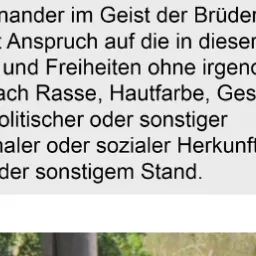 nander im Geist der Brüder
Anspruch auf die in dieser
und Freiheiten ohne irgend
ach Rasse, Hautfarbe, Ges
olitischer oder sonstiger
naler oder sozialer Herkunft
der sonstigem Stand.